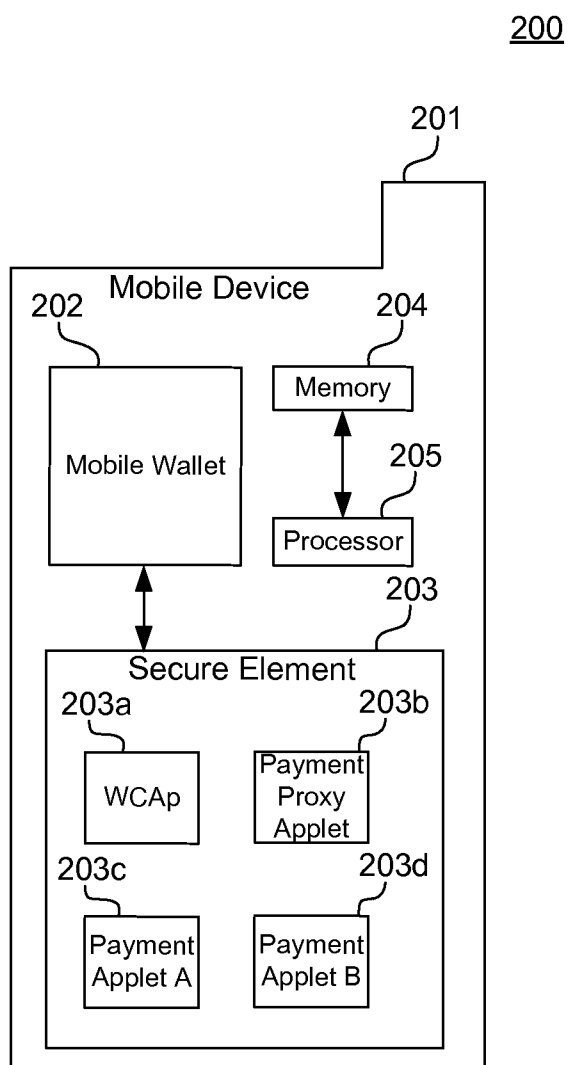 200
201
Mobile Device
202
204
Mobile Wallet
Memory
205
Processor
203
Secure Element
203a
203b
WCAp
Payment
Proxy
Applet
203c
203d
Payment
Applet A
Payment
Applet B